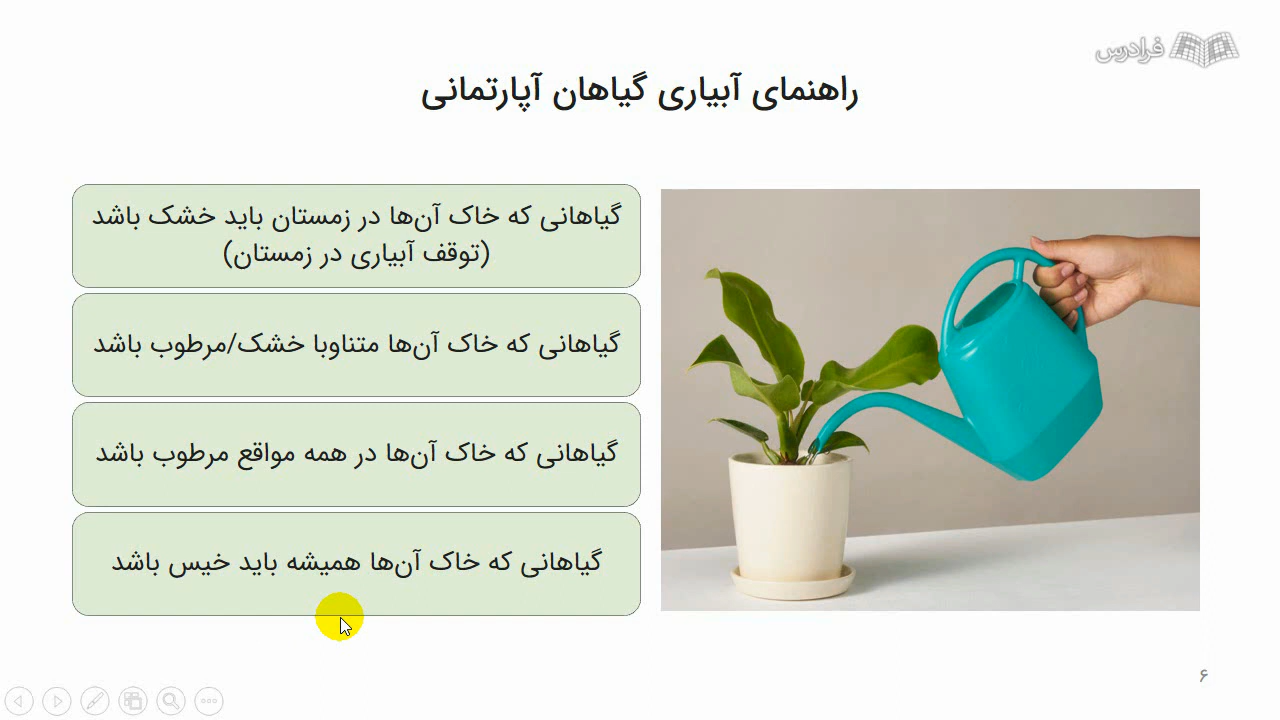 فرادرس
راهنمای آبیاری گیاهان آپارتمانی
گیاهانی که خاک آن‌ها در زمستان باید خشک باشد
(توقف آبیاری در زمستان)
گیاهانی که خاک آن‌ها متناوبا خشک/مرطوب باشد
گیاهانی که خاک آن‌ها در همه مواقع مرطوب باشد
گیاهانی که خاک آن‌ها همیشه باید خیس باشد
۶